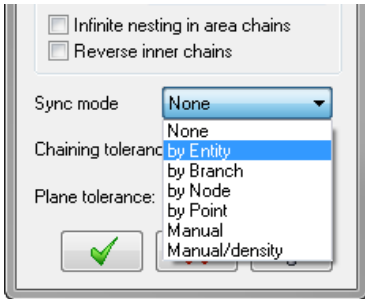 Infinite nesting in area chains
Reverse inner chains
Sync mode
None
None
Chaining toleranc
by Entity
by Branch
Plane tolerance:
by Node
by Point
Manual
Manual/density